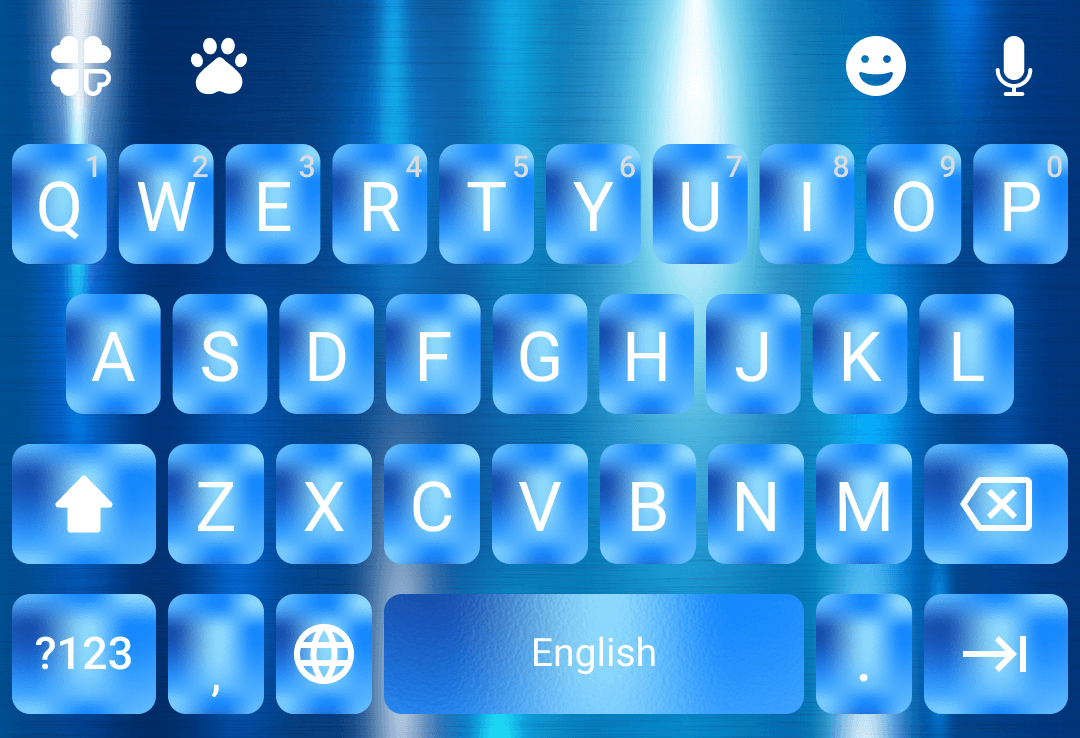 1 2 3 4 5 6 7 8 9 0
Q W E R T Y U I O P
A S D F G H J K L
Z X C V B N M
?123 , English .